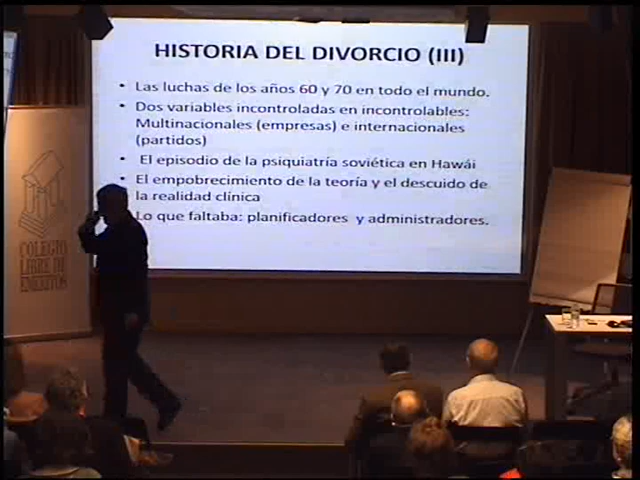 HISTORIA DEL DIVORCIO (III)
• Las luchas de los años 60 y 70 en todo el mundo.
• Dos variables incontroladas en incontrolables:
Multinacionales (empresas) e internacionales
(partidos)
• El episodio de la psiquiatría soviética en Hawái
• El empobrecimiento de la teoría y el descuido de
la realidad clínica
Lo que faltaba: planificadores y administradores.
COLEGIO
LIBRE DE
EMÉRITOS